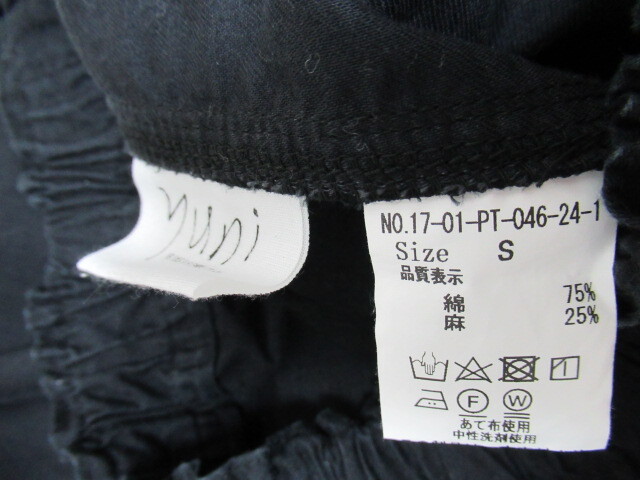 yuni
NO.17-01-PT-046-24-1
Size S
品質表示
綿 75%
麻 25%
F W
あて布使用
中性洗剤使用